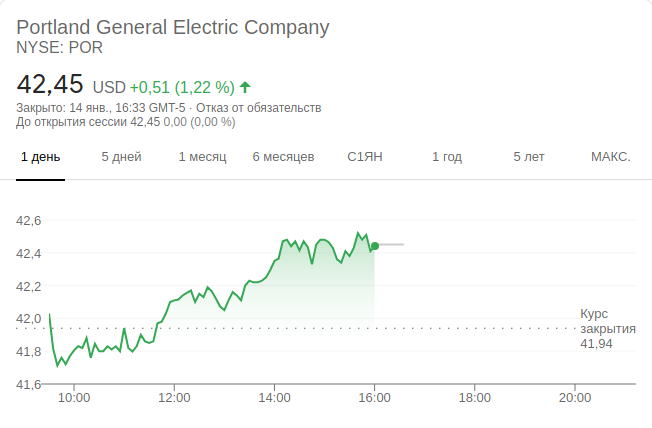 Portland General Electric Company
NYSE: POR
42,45 USD +0,51 (1,22 %)
Закрыто: 14 янв., 16:33 GMT-5 · Отказ от обязательств
До открытия сессии 42,45 0,00 (0,00 %)
1 день 5 дней 1 месяц 6 месяцев С1ЯН 1 год 5 лет МАКС.
42,6
42,4
42,2
42,0
41,8
41,6
Курс
закрытия
41,94
10:00 12:00 14:00 16:00 18:00 20:00